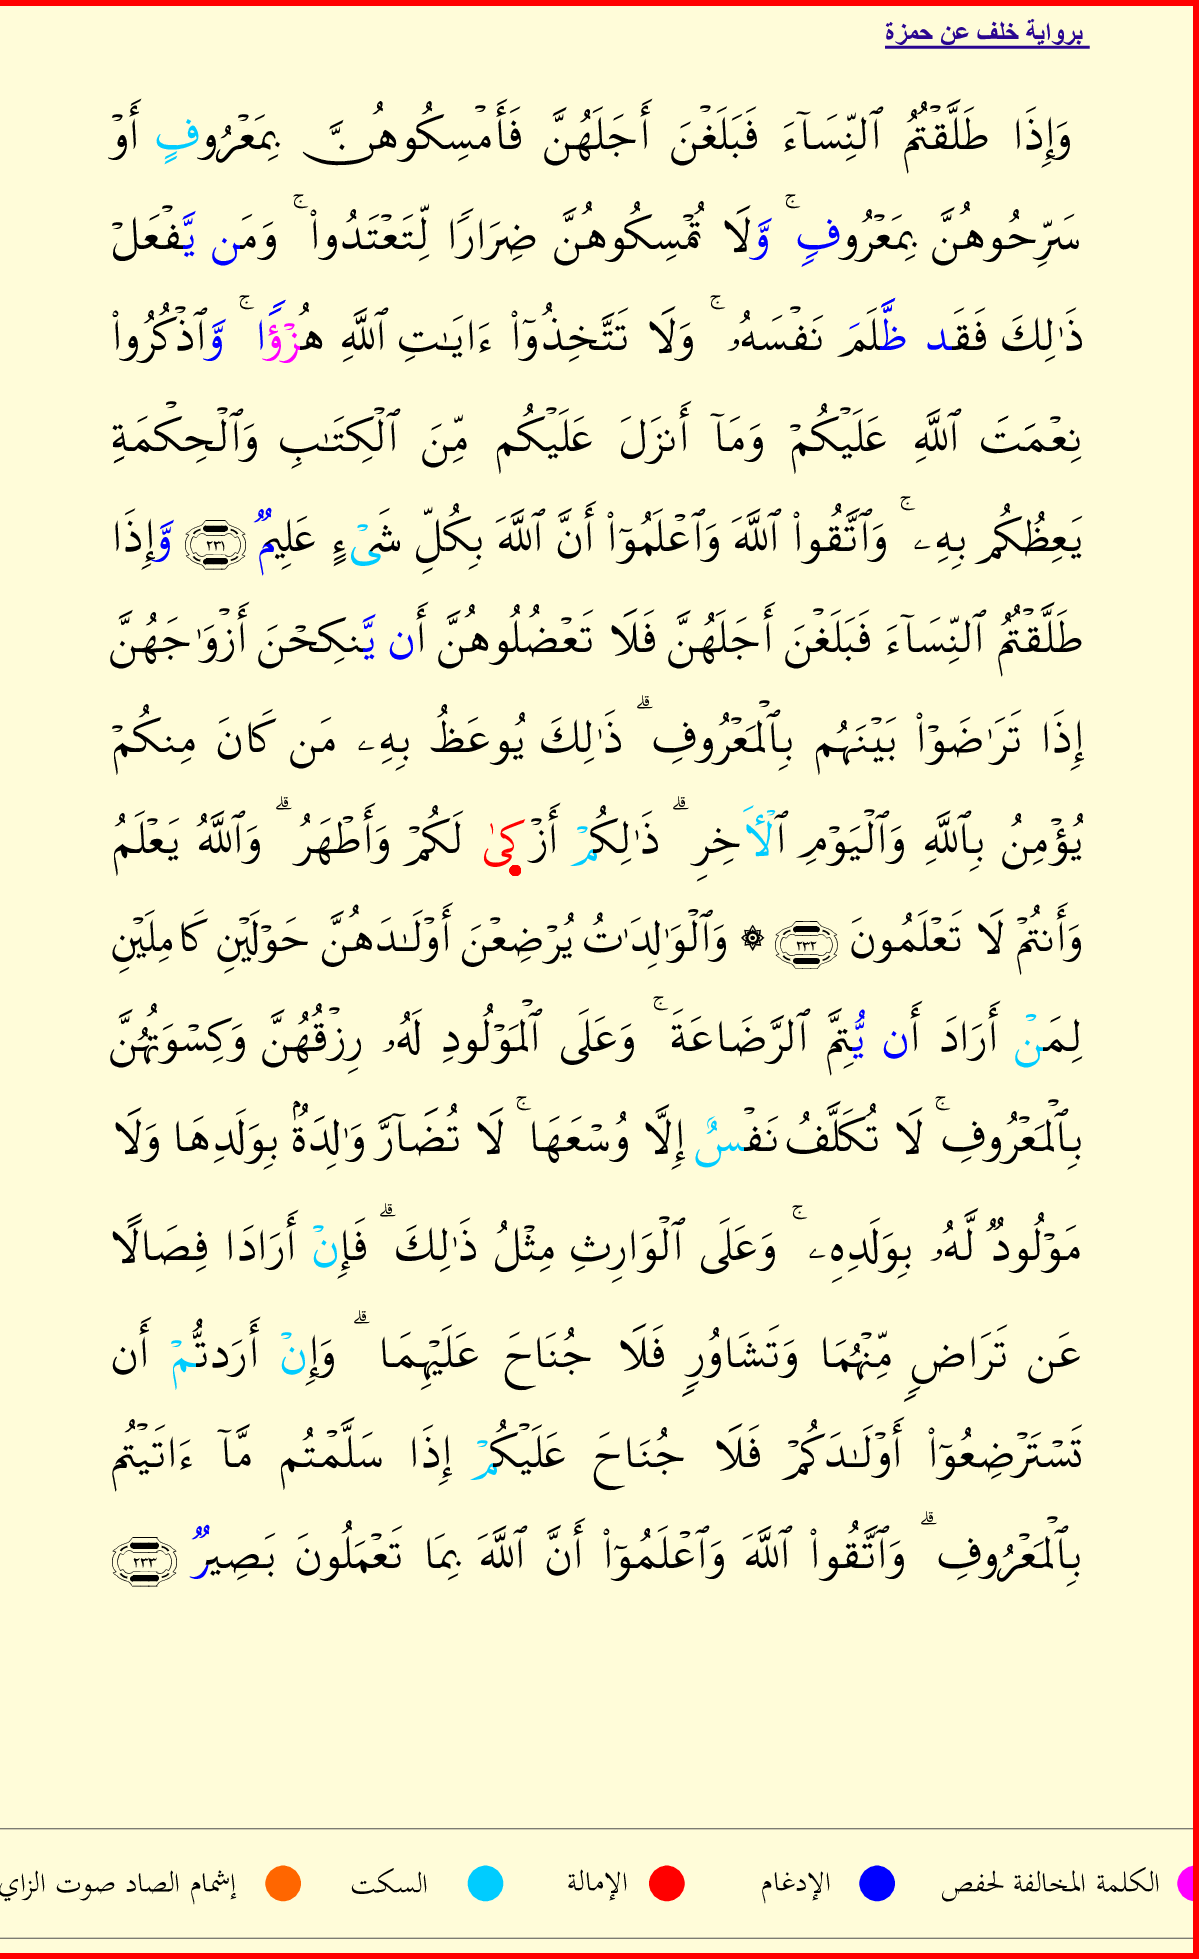 برواية خلف عن حمزة
وَإِذَا طَلَّقۡتُمُ ٱلنِّسَآءَ فَبَلَغۡنَ أَجَلَهُنَّ فَأَمۡسِكُوهُنَّ بِمَعۡرُوفٍ أَوۡ
سَرِّحُوهُنَّ بِمَعۡرُوفٖۚ وَّلَا تُمۡسِكُوهُنَّ ضِرَارٗا لِّتَعۡتَدُواْۚ وَمَن يَّفۡعَلۡ
ذَٰلِكَ فَقَد ظَّلَمَ نَفۡسَهُۥۚ وَلَا تَتَّخِذُوٓاْ ءَايَٰتِ ٱللَّهِ هُزۡؤٗاۚ وَّٱذۡكُرُواْ
نِعۡمَتَ ٱللَّهِ عَلَيۡكُمۡ وَمَآ أَنزَلَ عَلَيۡكُم مِّنَ ٱلۡكِتَٰبِ وَٱلۡحِكۡمَةِ
يَعِظُكُم بِهِۦۚ وَٱتَّقُواْ ٱللَّهَ وَٱعۡلَمُوٓاْ أَنَّ ٱللَّهَ بِكُلِّ شَيۡءٍ عَلِيمٞ ٢٣١ وَّإِذَا
طَلَّقۡتُمُ ٱلنِّسَآءَ فَبَلَغۡنَ أَجَلَهُنَّ فَلَا تَعۡضُلُوهُنَّ أَن يَّنكِحۡنَ أَزۡوَٰجَهُنَّ
إِذَا تَرَٰضَوۡاْ بَيۡنَهُم بِٱلۡمَعۡرُوفِۗ ذَٰلِكَ يُوعَظُ بِهِۦ مَن كَانَ مِنكُمۡ
يُؤۡمِنُ بِٱللَّهِ وَٱلۡيَوۡمِ ٱلۡأٓخِرِۗ ذَٰلِكُمۡ أَزۡكَىٰ لَكُمۡ وَأَطۡهَرُۗ وَٱللَّهُ يَعۡلَمُ
وَأَنتُمۡ لَا تَعۡلَمُونَ ٢٣٢ ۞ وَٱلۡوَٰلِدَٰتُ يُرۡضِعۡنَ أَوۡلَٰدَهُنَّ حَوۡلَيۡنِ كَامِلَيۡنِ
لِمَنۡ أَرَادَ أَن يُّتِمَّ ٱلرَّضَاعَةَۚ وَعَلَى ٱلۡمَوۡلُودِ لَهُۥ رِزۡقُهُنَّ وَكِسۡوَتُهُنَّ
بِٱلۡمَعۡرُوفِۚ لَا تُكَلَّفُ نَفۡسٌ إِلَّا وُسۡعَهَاۚ لَا تُضَآرَّ وَٰلِدَةُۢ بِوَلَدِهَا وَلَا
مَوۡلُودٞ لَّهُۥ بِوَلَدِهِۦۚ وَعَلَى ٱلۡوَارِثِ مِثۡلُ ذَٰلِكَۗ فَإِنۡ أَرَادَا فِصَالًا
عَن تَرَاضٖ مِّنۡهُمَا وَتَشَاوُرٖ فَلَا جُنَاحَ عَلَيۡهِمَاۗ وَإِنۡ أَرَدتُّمۡ أَن
تَسۡتَرۡضِعُوٓاْ أَوۡلَٰدَكُمۡ فَلَا جُنَاحَ عَلَيۡكُمۡ إِذَا سَلَّمۡتُم مَّآ ءَاتَيۡتُم
بِٱلۡمَعۡرُوفِۗ وَٱتَّقُواْ ٱللَّهَ وَٱعۡلَمُوٓاْ أَنَّ ٱللَّهَ بِمَا تَعۡمَلُونَ بَصِيرٞ ٢٣٣
الكلمة المخالفة لحفص الإدغام الإمالة السكت إشمام الصاد صوت الزاي